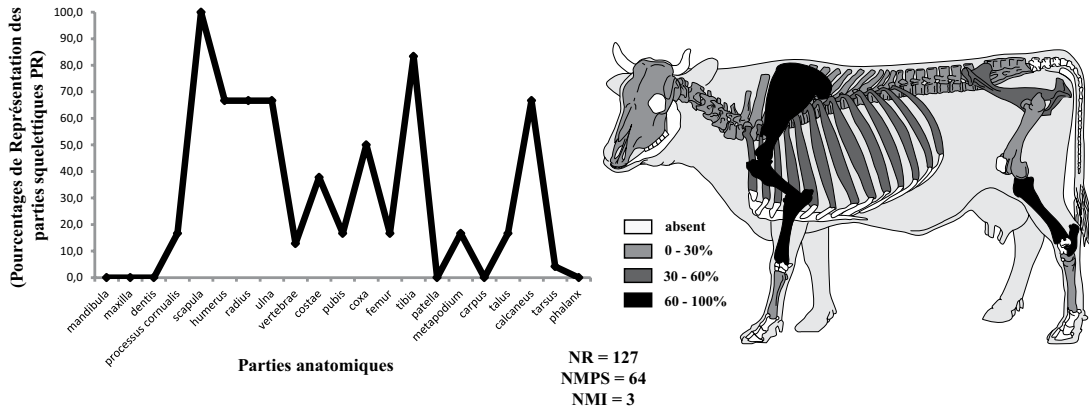 (Pourcentages de Représentation des
parties squelettiques PR)
100,0
90,0
80,0
70,0
60,0
50,0
40,0
30,0
20,0
10,0
0,0
mandibula
maxilla
dentis
processus cornualis
scapula
humerus
radius
ulna
vertebrae
costae
pubis
coxa
femur
tibia
patella
metapodium
carpus
talus
calcaneus
tarsus
phalanx
Parties anatomiques
absent
0 - 30%
30 - 60%
60 - 100%
NR = 127
NMPS = 64
NMI = 3